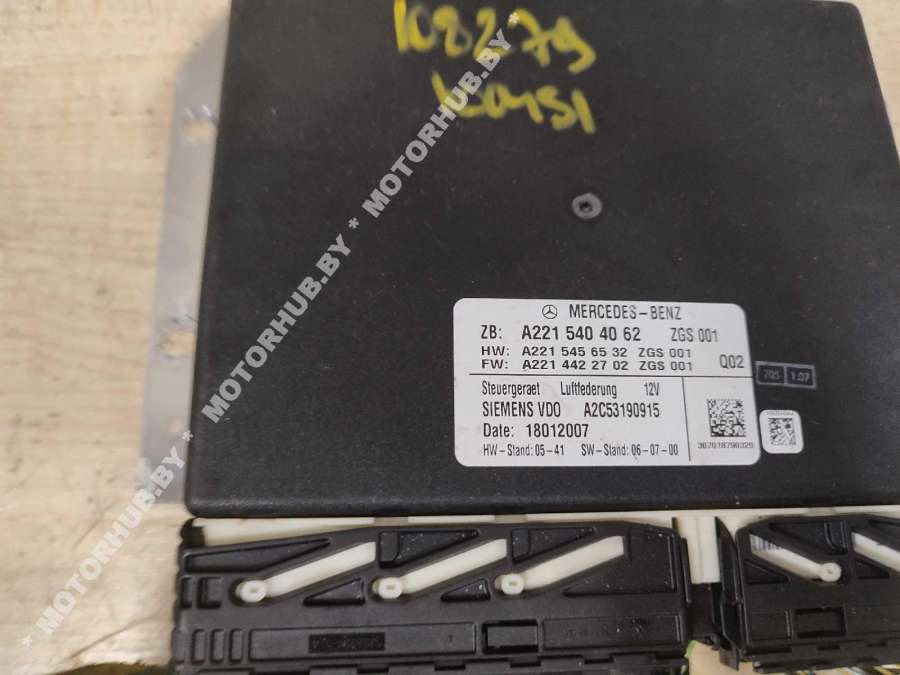 108279
MERCEDES-BENZ
ZB: A221 540 40 62 ZGS 001
HW: A221 545 65 32 ZGS 001
FW: A221 442 27 02 ZGS 001 Q02
Steuergeraet Luftfederung 12V
SIEMENS VDO A2C53190915
Date: 18012007
HW-Stand: 05-41 SW-Stand: 06-07-00
705 1.07
307018790320
MOTORHUB.BY * MOTORHUB.BY * MOTORHUB.BY *
* MOTORHUB.BY * MOTORHUB.BY *